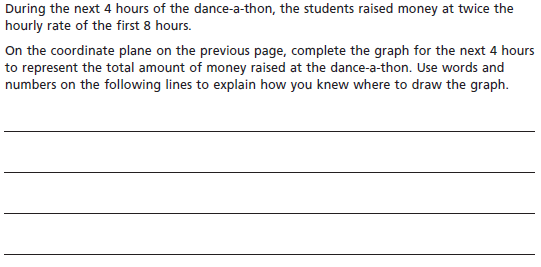 During the next 4 hours of the dance-a-thon, the students raised money at twice the
hourly rate of the first 8 hours.
On the coordinate plane on the previous page, complete the graph for the next 4 hours
to represent the total amount of money raised at the dance-a-thon. Use words and
numbers on the following lines to explain how you knew where to draw the graph.